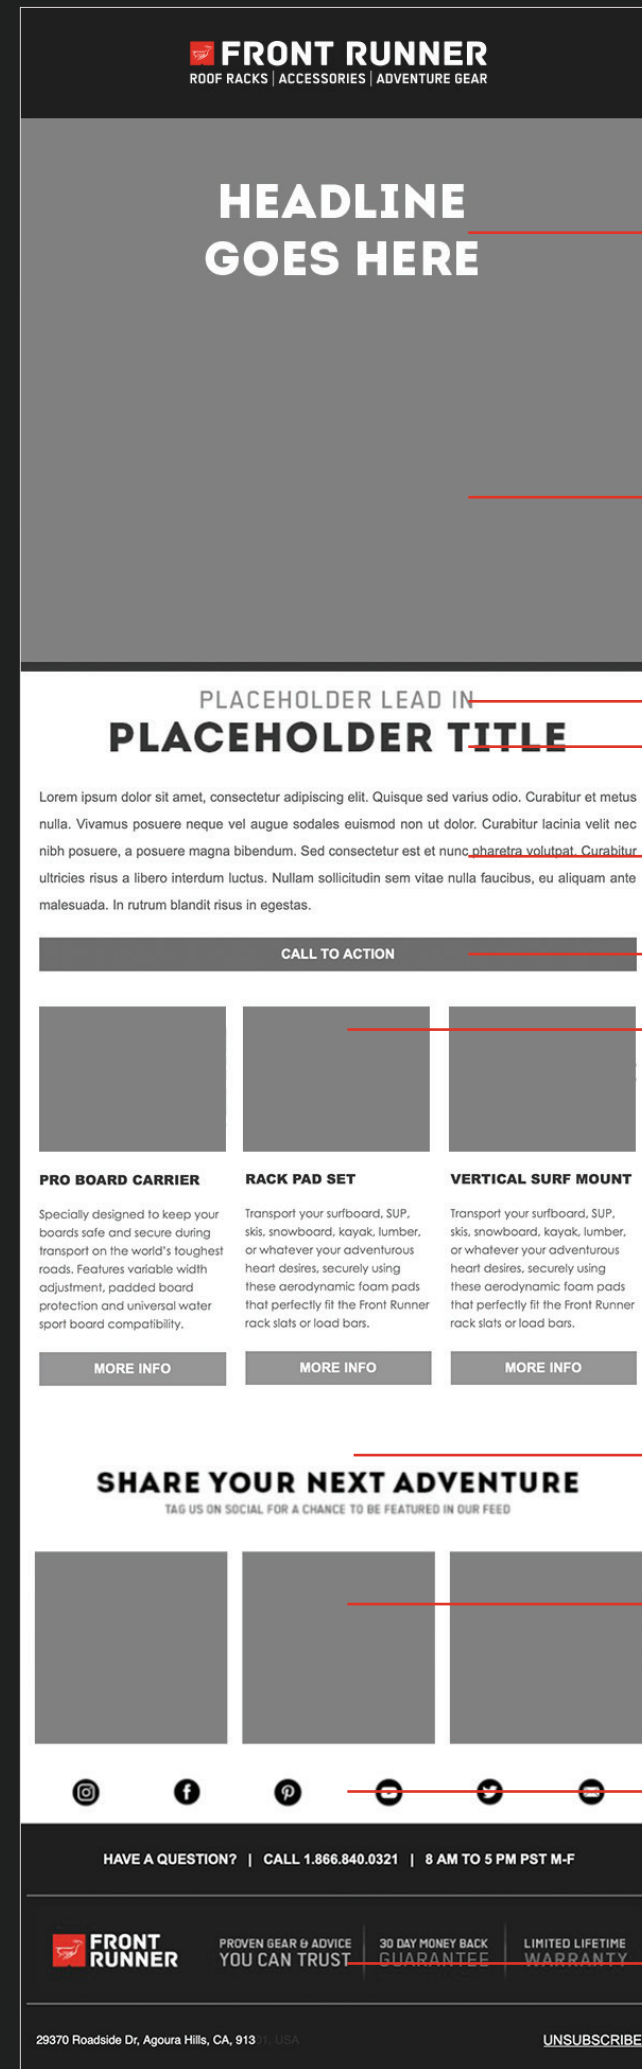 FRONT RUNNER
ROOF RACKS | ACCESSORIES | ADVENTURE GEAR
HEADLINE
GOES HERE
PLACEHOLDER LEAD IN
PLACEHOLDER TITLE
Lorem ipsum dolor sit amet, consectetur adipiscing elit. Quisque sed varius odio. Curabitur et metus
nulla. Vivamus posuere neque vel augue sodales euismod non ut dolor. Curabitur lacinia velit nec
nibh posuere, a posuere magna bibendum. Sed consectetur est et nunc pharetra volutpat. Curabitur
ultricies risus a libero interdum luctus. Nullam sollicitudin sem vitae nulla faucibus, eu aliquam ante
malesuada. In rutrum blandit risus in egestas.
CALL TO ACTION
PRO BOARD CARRIER
Specially designed to keep your
boards safe and secure during
transport on the world's toughest
roads. Features variable width
adjustment, padded board
protection and universal water
sport board compatibility.
MORE INFO
RACK PAD SET
Transport your surfboard, SUP,
skis, snowboard, kayak, lumber,
or whatever your adventurous
heart desires, securely using
these aerodynamic foam pads
that perfectly fit the Front Runner
rack slats or load bars.
MORE INFO
VERTICAL SURF MOUNT
Transport your surfboard, SUP,
skis, snowboard, kayak, lumber,
or whatever your adventurous
heart desires, securely using
these aerodynamic foam pads
that perfectly fit the Front Runner
rack slats or load bars.
MORE INFO
SHARE YOUR NEXT ADVENTURE
TAG US ON SOCIAL FOR A CHANCE TO BE FEATURED IN OUR FEED
HAVE A QUESTION? | CALL 1.866.840.0321 | 8 AM TO 5 PM PST M-F
FRONT
RUNNER
PROVEN GEAR & ADVICE
YOU CAN TRUST
30 DAY MONEY BACK
GUARANTEE
LIMITED LIFETIME
WARRANTY
29370 Roadside Dr, Agoura Hills, CA, 91301, USA
UNSUBSCRIBE